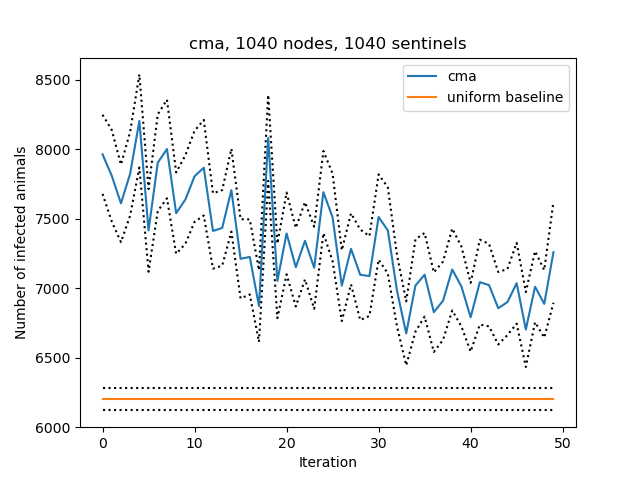 cma, 1040 nodes, 1040 sentinels
cma
uniform baseline
Number of infected animals
8500
8000
7500
7000
6500
6000
0
10
20
30
40
50
Iteration